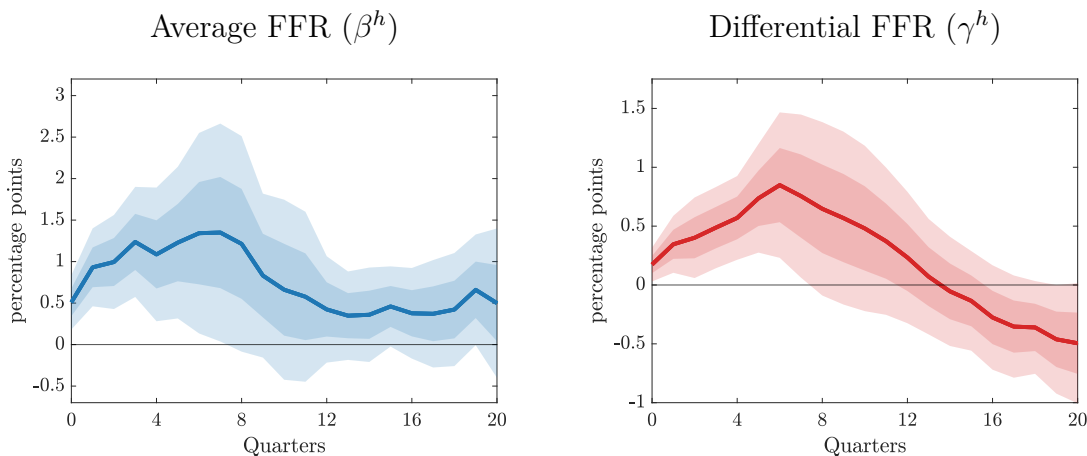 Average FFR (β^h)
percentage points
3
2.5
2
1.5
1
0.5
0
-0.5
0 4 8 12 16 20
Quarters
Differential FFR (γ^h)
percentage points
1.5
1
0.5
0
-0.5
-1
0 4 8 12 16 20
Quarters